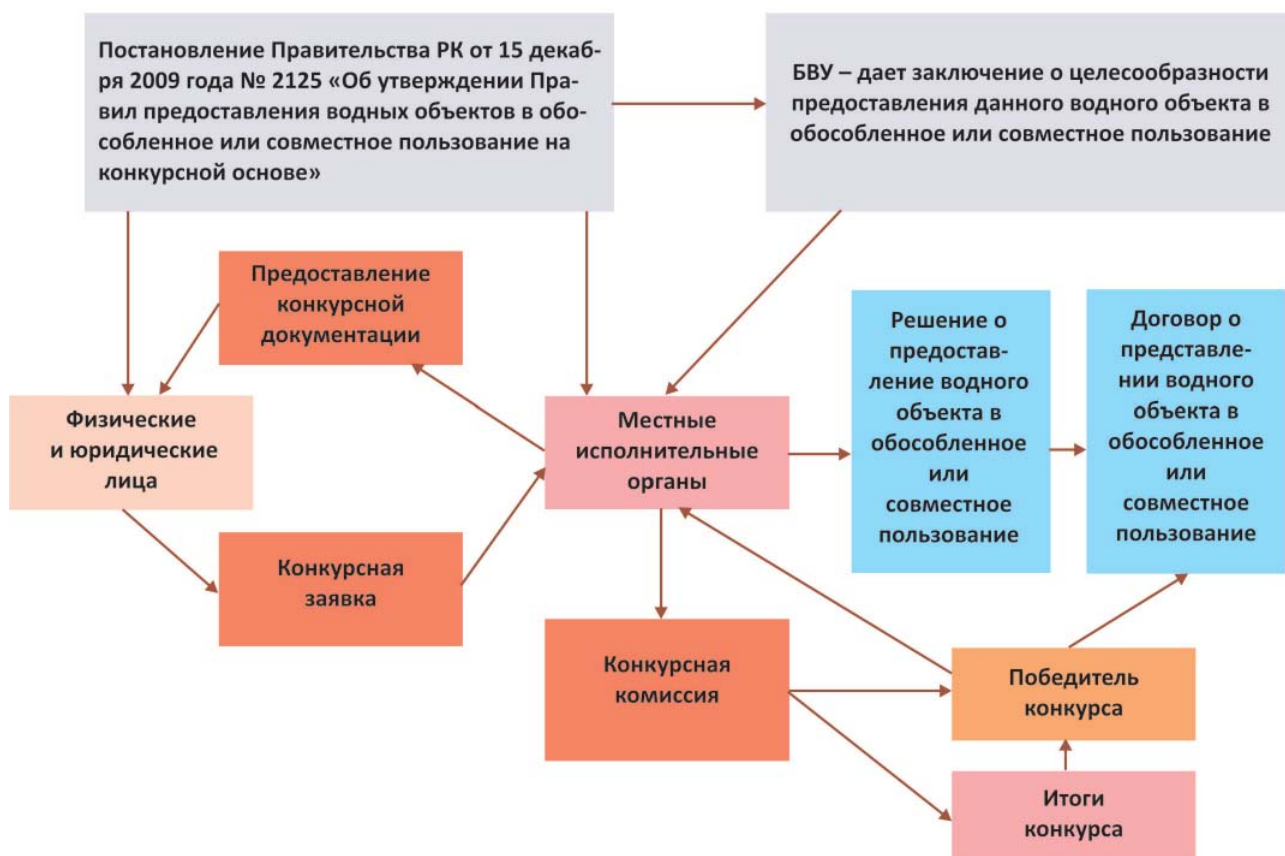 Постановление Правительства РК от 15 декаб-
ря 2009 года № 2125 «Об утверждении Пра-
вил предоставления водных объектов в обо-
собленное или совместное пользование на
конкурсной основе»
БВУ – дает заключение о целесообразности
предоставления данного водного объекта в
обособленное или совместное пользование
Предоставление
конкурсной
документации
Решение о
предостав-
ление водного
объекта в
обособленное
или
совместное
пользование
Договор о
представле-
нии водного
объекта в
обособленное
или
совместное
пользование
Физические
и юридические
лица
Местные
исполнительные
органы
Конкурсная
заявка
Конкурсная
комиссия
Победитель
конкурса
Итоги
конкурса